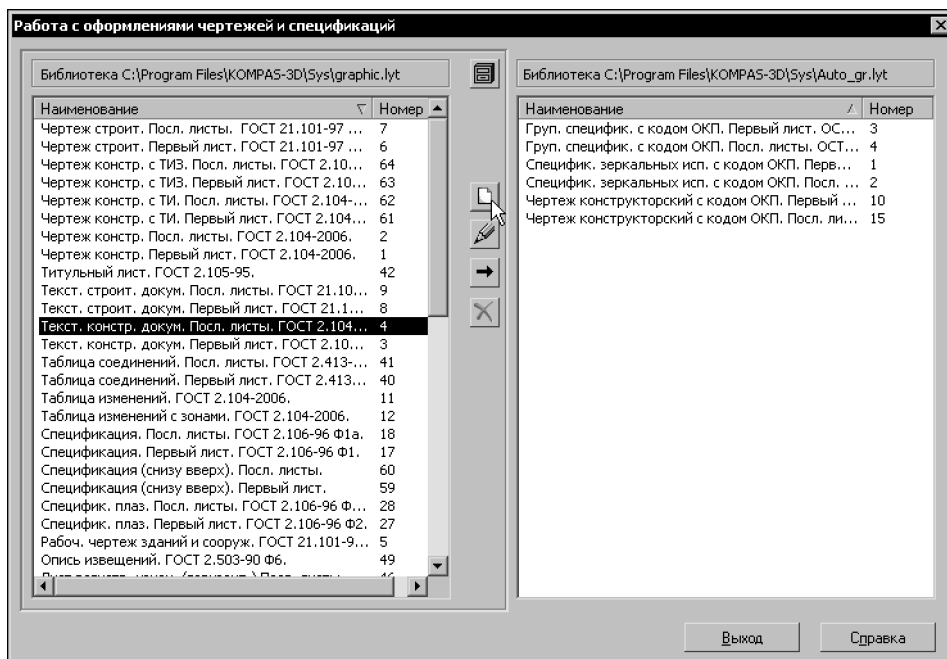 Работа с оформлениями чертежей и спецификаций
Библиотека C:\Program Files\KOMPAS-3D\Sys\graphic.lyt
Наименование Номер
Чертеж строит. Посл. листы. ГОСТ 21.101-97 ... 7
Чертеж строит. Первый лист. ГОСТ 21.101-97 ... 6
Чертеж констр. с ТИЗ. Посл. листы. ГОСТ 2.10... 64
Чертеж констр. с ТИЗ. Первый лист. ГОСТ 2.10... 63
Чертеж констр. с ТИ. Посл. листы. ГОСТ 2.104-... 62
Чертеж констр. с ТИ. Первый лист. ГОСТ 2.104... 61
Чертеж констр. Посл. листы. ГОСТ 2.104-2006. 2
Чертеж констр. Первый лист. ГОСТ 2.104-2006. 1
Титульный лист. ГОСТ 2.105-95. 42
Текст. строит. докум. Посл. листы. ГОСТ 21.10... 9
Текст. строит. докум. Первый лист. ГОСТ 21.1... 8
Текст. констр. докум. Посл. листы. ГОСТ 2.104... 4
Текст. констр. докум. Первый лист. ГОСТ 2.10... 3
Таблица соединений. Посл. листы. ГОСТ 2.413-... 41
Таблица соединений. Первый лист. ГОСТ 2.413... 40
Таблица изменений. ГОСТ 2.104-2006. 11
Таблица изменений с зонами. ГОСТ 2.104-2006. 12
Спецификация. Посл. листы. ГОСТ 2.106-96 Ф1а. 18
Спецификация. Первый лист. ГОСТ 2.106-96 Ф1. 17
Спецификация (снизу вверх). Посл. листы. 60
Спецификация (снизу вверх). Первый лист. 59
Специфик. плаз. Посл. листы. ГОСТ 2.106-96 Ф... 28
Специфик. плаз. Первый лист. ГОСТ 2.106-96 Ф2. 27
Рабоч. чертеж зданий и сооруж. ГОСТ 21.101-9... 5
Опись извещений. ГОСТ 2.503-90 Ф6. 49
Библиотека C:\Program Files\KOMPAS-3D\Sys\Auto_gr.lyt
Наименование Номер
Груп. специфик. с кодом ОКП. Первый лист. ОС... 3
Груп. специфик. с кодом ОКП. Посл. листы. ОСТ... 4
Специфик. зеркальных исп. с кодом ОКП. Перв... 1
Специфик. зеркальных исп. с кодом ОКП. Посл. ... 2
Чертеж конструкторский с кодом ОКП. Первый ... 10
Чертеж конструкторский с кодом ОКП. Посл. ли... 15
Выход
Справка